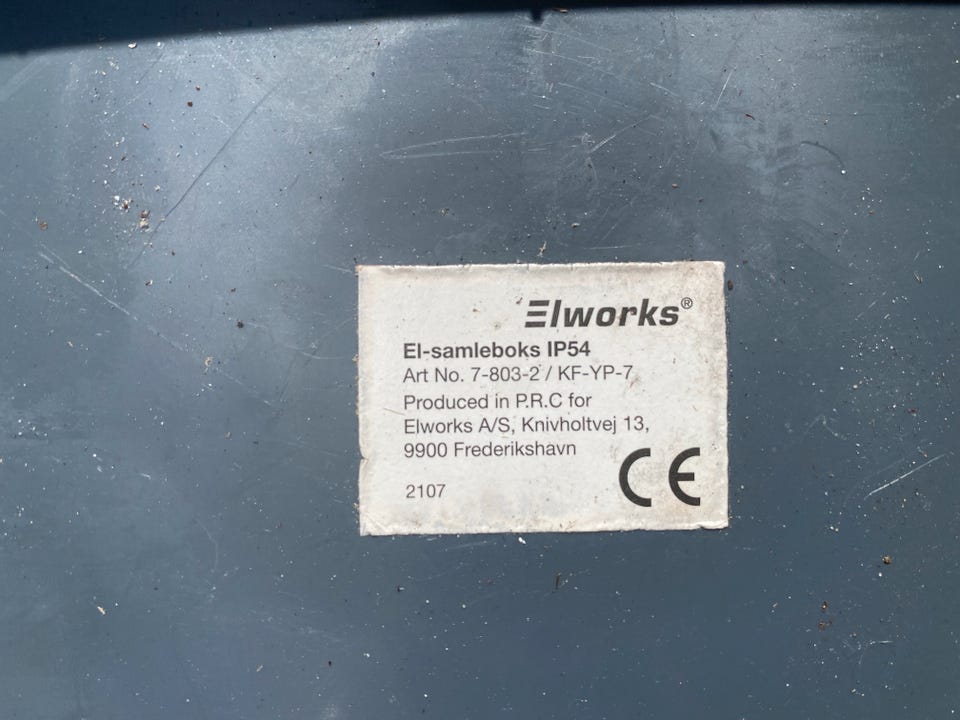 Elworks®
El-samleboks IP54
Art No. 7-803-2 / KF-YP-7
Produced in P.R.C for
Elworks A/S, Knivholtvej 13,
9900 Frederikshavn
2107
CE